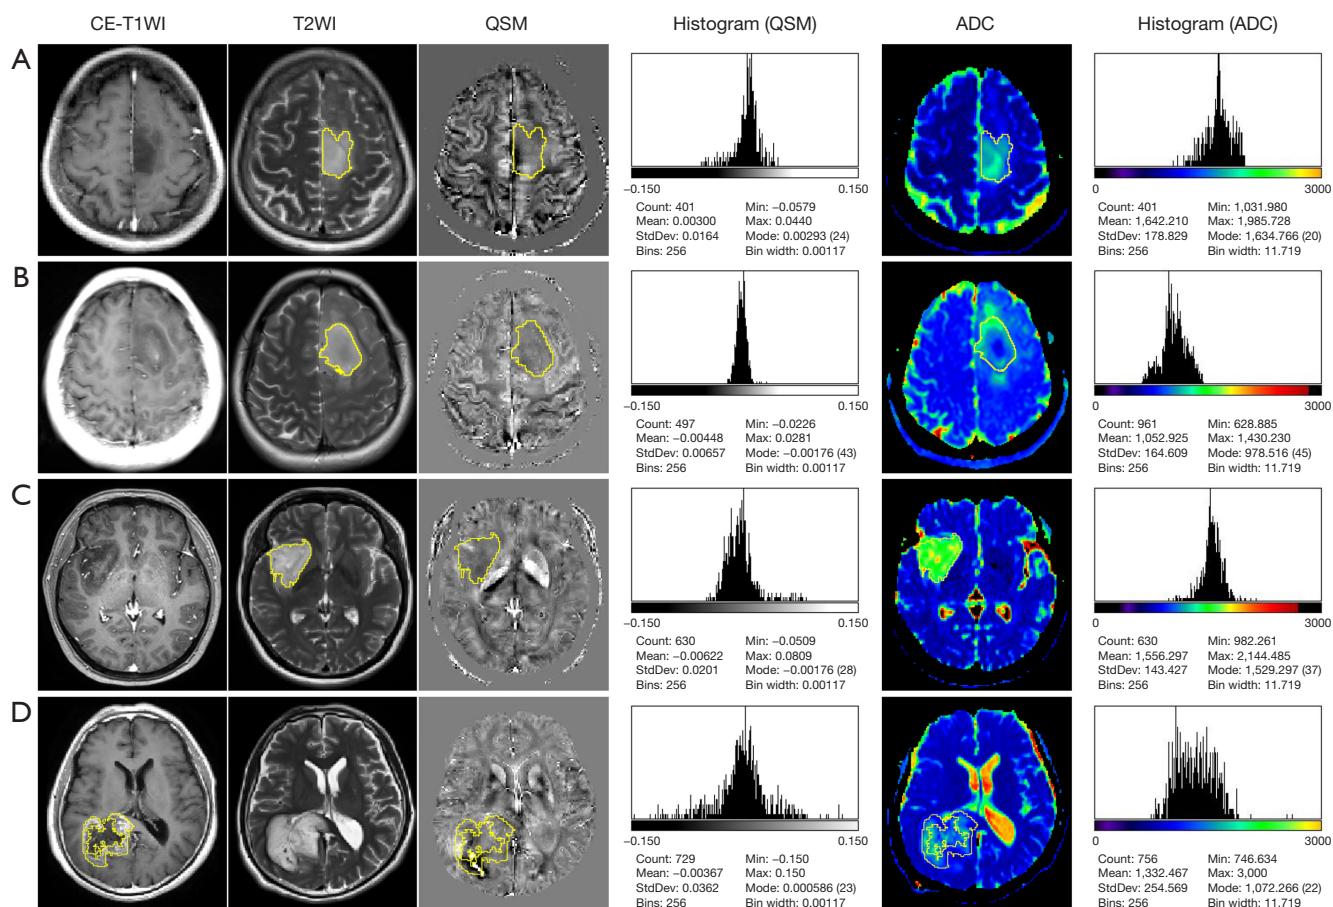 CE-T1WI T2WI QSM Histogram (QSM) ADC Histogram (ADC)
A
−0.150 0.150 0 3000
Count: 401 Min: −0.0579 Count: 401 Min: 1,031.980
Mean: 0.00300 Max: 0.0440 Mean: 1,642.210 Max: 1,985.728
StdDev: 0.0164 Mode: 0.00293 (24) StdDev: 178.829 Mode: 1,634.766 (20)
Bins: 256 Bin width: 0.00117 Bins: 256 Bin width: 11.719
B
−0.150 0.150 0 3000
Count: 497 Min: −0.0226 Count: 961 Min: 628.885
Mean: −0.00448 Max: 0.0281 Mean: 1,052.925 Max: 1,430.230
StdDev: 0.00657 Mode: −0.00176 (43) StdDev: 164.609 Mode: 978.516 (45)
Bins: 256 Bin width: 0.00117 Bins: 256 Bin width: 11.719
C
−0.150 0.150 0 3000
Count: 630 Min: −0.0509 Count: 630 Min: 982.261
Mean: −0.00622 Max: 0.0809 Mean: 1,556.297 Max: 2,144.485
StdDev: 0.0201 Mode: −0.00176 (28) StdDev: 143.427 Mode: 1,529.297 (37)
Bins: 256 Bin width: 0.00117 Bins: 256 Bin width: 11.719
D
−0.150 0.150 0 3000
Count: 729 Min: −0.150 Count: 756 Min: 746.634
Mean: −0.00367 Max: 0.150 Mean: 1,332.467 Max: 3,000
StdDev: 0.0362 Mode: 0.000586 (23) StdDev: 254.569 Mode: 1,072.266 (22)
Bins: 256 Bin width: 0.00117 Bins: 256 Bin width: 11.719